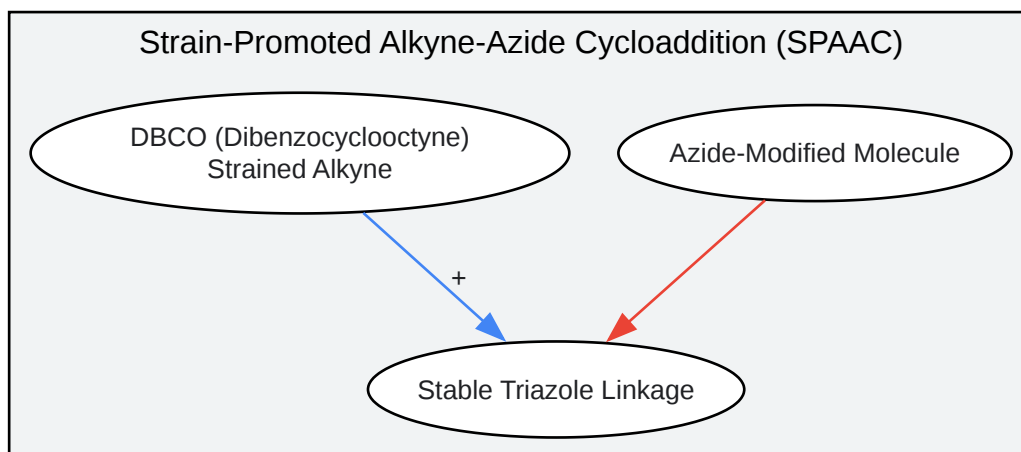 Strain-Promoted Alkyne-Azide Cycloaddition (SPAAC)
DBCO (Dibenzocyclooctyne)
Strained Alkyne
Azide-Modified Molecule
+
Stable Triazole Linkage